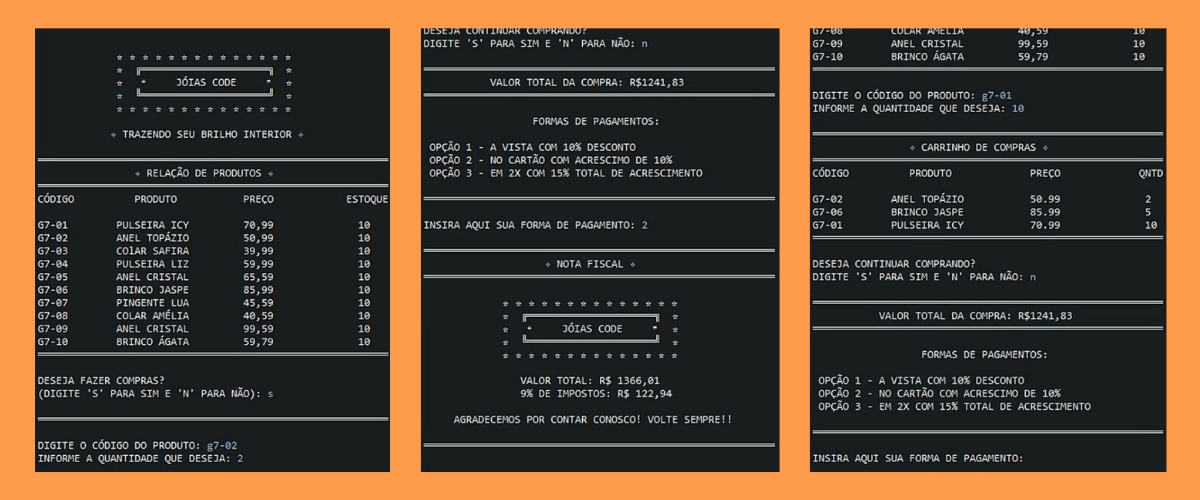 JÓIAS CODE
✧ TRAZENDO SEU BRILHO INTERIOR ✧
✧ RELAÇÃO DE PRODUTOS ✧
CÓDIGO PRODUTO PREÇO ESTOQUE
G7-01 PULSEIRA ICY 70,99 10
G7-02 ANEL TOPÁZIO 50,99 10
G7-03 COlAR SAFIRA 39,99 10
G7-04 PULSEIRA LIZ 59,99 10
G7-05 ANEL CRISTAL 65,59 10
G7-06 BRINCO JASPE 85,99 10
G7-07 PINGENTE LUA 45,59 10
G7-08 COLAR AMÉLIA 40,59 10
G7-09 ANEL CRISTAL 99,59 10
G7-10 BRINCO ÁGATA 59,79 10
DESEJA FAZER COMPRAS?
(DIGITE 'S' PARA SIM E 'N' PARA NÃO): s
DIGITE O CÓDIGO DO PRODUTO: g7-02
INFORME A QUANTIDADE QUE DESEJA: 2
DESEJA CONTINUAR COMPRANDO?
DIGITE 'S' PARA SIM E 'N' PARA NÃO: n
VALOR TOTAL DA COMPRA: R$1241,83
FORMAS DE PAGAMENTOS:
OPÇÃO 1 - A VISTA COM 10% DESCONTO
OPÇÃO 2 - NO CARTÃO COM ACRESCIMO DE 10%
OPÇÃO 3 - EM 2X COM 15% TOTAL DE ACRESCIMENTO
INSIRA AQUI SUA FORMA DE PAGAMENTO: 2
✧ NOTA FISCAL ✧
JÓIAS CODE
VALOR TOTAL: R$ 1366,01
9% DE IMPOSTOS: R$ 122,94
AGRADECEMOS POR CONTAR CONOSCO! VOLTE SEMPRE!!
G7-08 COLAR AMÉLIA 40,59 10
G7-09 ANEL CRISTAL 99,59 10
G7-10 BRINCO ÁGATA 59,79 10
DIGITE O CÓDIGO DO PRODUTO: g7-01
INFORME A QUANTIDADE QUE DESEJA: 10
✧ CARRINHO DE COMPRAS ✧
CÓDIGO PRODUTO PREÇO QNTD
G7-02 ANEL TOPÁZIO 50.99 2
G7-06 BRINCO JASPE 85.99 5
G7-01 PULSEIRA ICY 70.99 10
DESEJA CONTINUAR COMPRANDO?
DIGITE 'S' PARA SIM E 'N' PARA NÃO: n
VALOR TOTAL DA COMPRA: R$1241,83
FORMAS DE PAGAMENTOS:
OPÇÃO 1 - A VISTA COM 10% DESCONTO
OPÇÃO 2 - NO CARTÃO COM ACRESCIMO DE 10%
OPÇÃO 3 - EM 2X COM 15% TOTAL DE ACRESCIMENTO
INSIRA AQUI SUA FORMA DE PAGAMENTO: